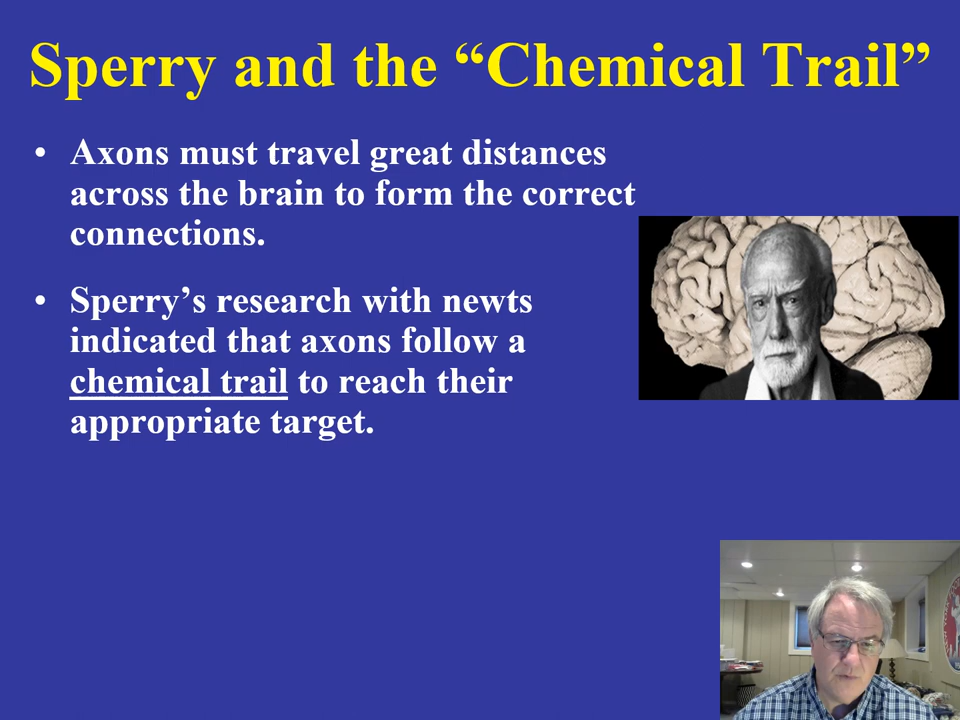 Sperry and the “Chemical Trail”
• Axons must travel great distances
across the brain to form the correct
connections.
• Sperry’s research with newts
indicated that axons follow a
chemical trail to reach their
appropriate target.